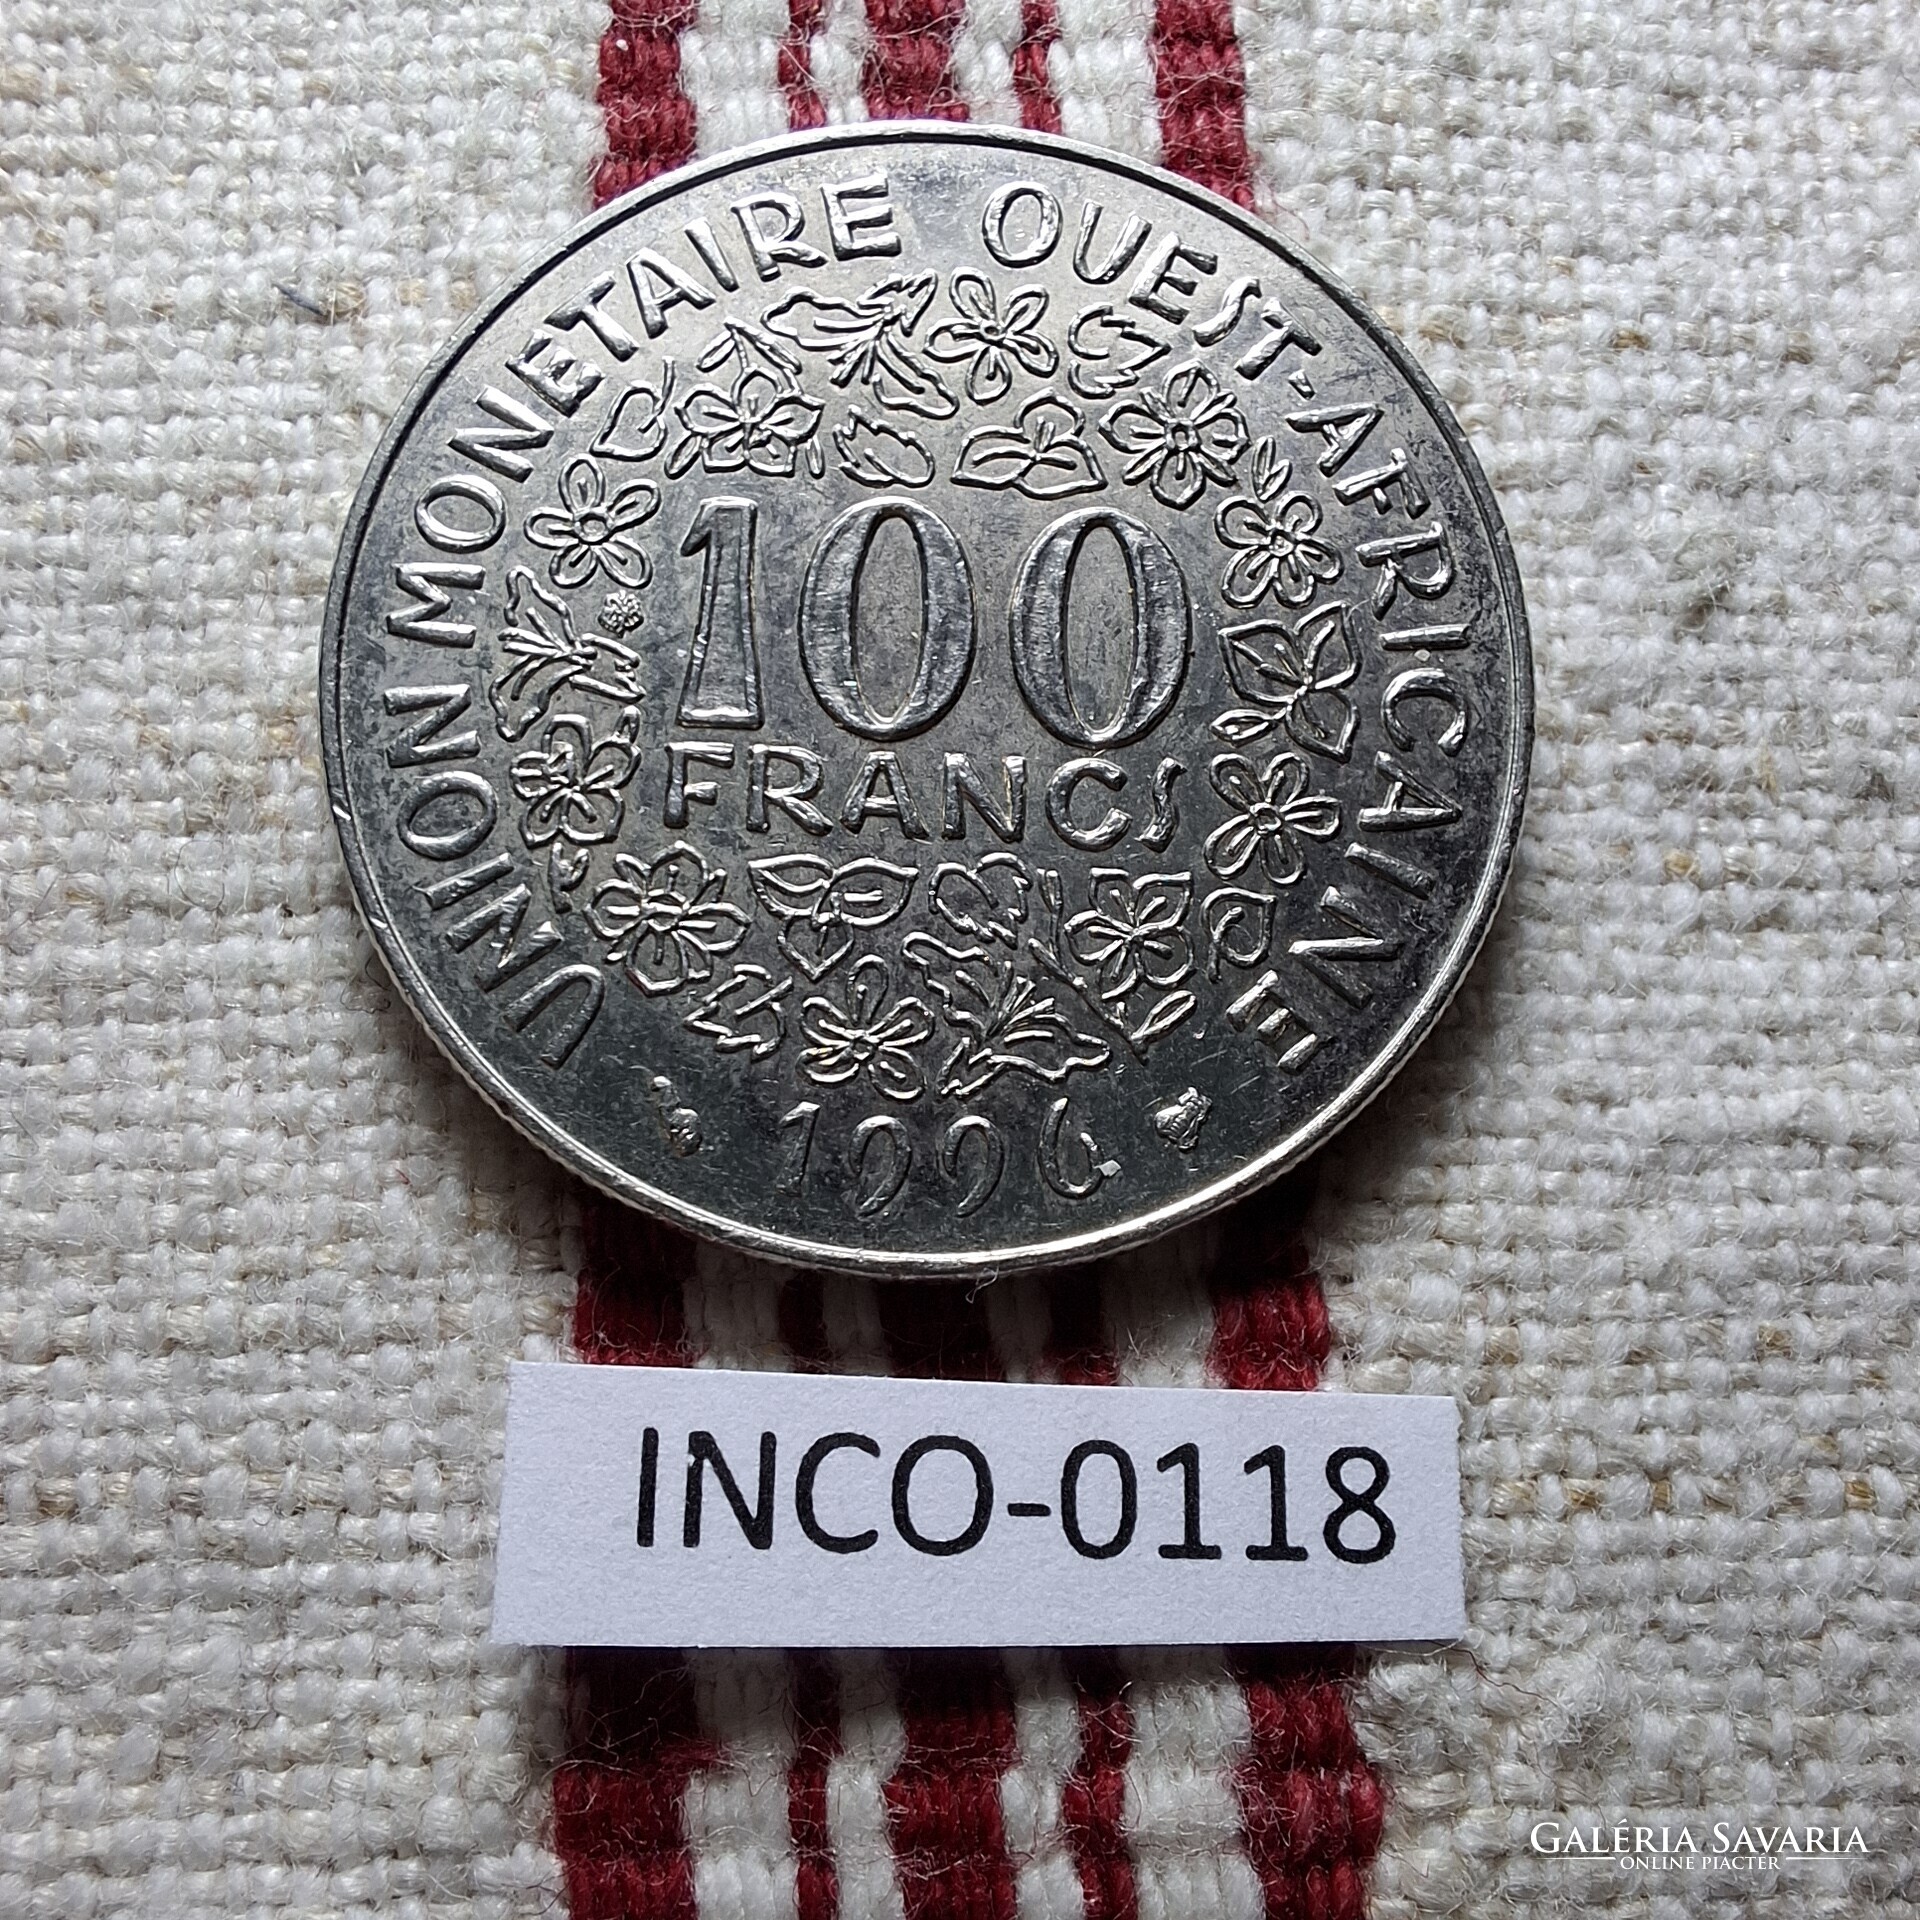 UNION MONETAIRE OUEST-AFRICAINE
100
FRANCS
1996
INCO-0118
GALÉRIA SAVARIA
ONLINE PIACTÉR